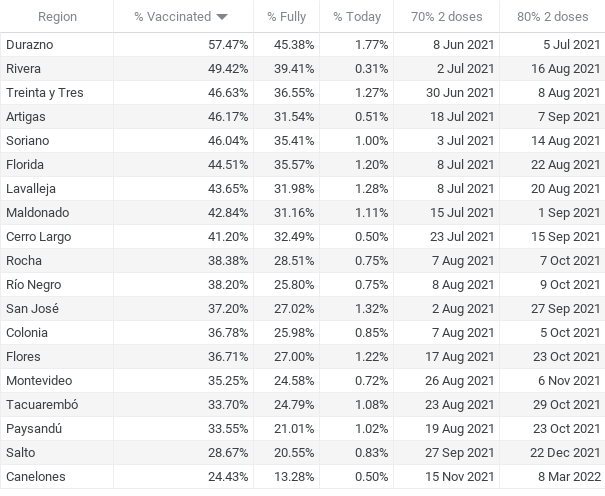 Region % Vaccinated % Fully % Today 70% 2 doses 80% 2 doses
Durazno 57.47% 45.38% 1.77% 8 Jun 2021 5 Jul 2021
Rivera 49.42% 39.41% 0.31% 2 Jul 2021 16 Aug 2021
Treinta y Tres 46.63% 36.55% 1.27% 30 Jun 2021 8 Aug 2021
Artigas 46.17% 31.54% 0.51% 18 Jul 2021 7 Sep 2021
Soriano 46.04% 35.41% 1.00% 3 Jul 2021 14 Aug 2021
Florida 44.51% 35.57% 1.20% 8 Jul 2021 22 Aug 2021
Lavalleja 43.65% 31.98% 1.28% 8 Jul 2021 20 Aug 2021
Maldonado 42.84% 31.16% 1.11% 15 Jul 2021 1 Sep 2021
Cerro Largo 41.20% 32.49% 0.50% 23 Jul 2021 15 Sep 2021
Rocha 38.38% 28.51% 0.75% 7 Aug 2021 7 Oct 2021
Río Negro 38.20% 25.80% 0.75% 8 Aug 2021 9 Oct 2021
San José 37.20% 27.02% 1.32% 2 Aug 2021 27 Sep 2021
Colonia 36.78% 25.98% 0.85% 7 Aug 2021 5 Oct 2021
Flores 36.71% 27.00% 1.22% 17 Aug 2021 23 Oct 2021
Montevideo 35.25% 24.58% 0.72% 26 Aug 2021 6 Nov 2021
Tacuarembó 33.70% 24.79% 1.08% 23 Aug 2021 29 Oct 2021
Paysandú 33.55% 21.01% 1.02% 19 Aug 2021 23 Oct 2021
Salto 28.67% 20.55% 0.83% 27 Sep 2021 22 Dec 2021
Canelones 24.43% 13.28% 0.50% 15 Nov 2021 8 Mar 2022